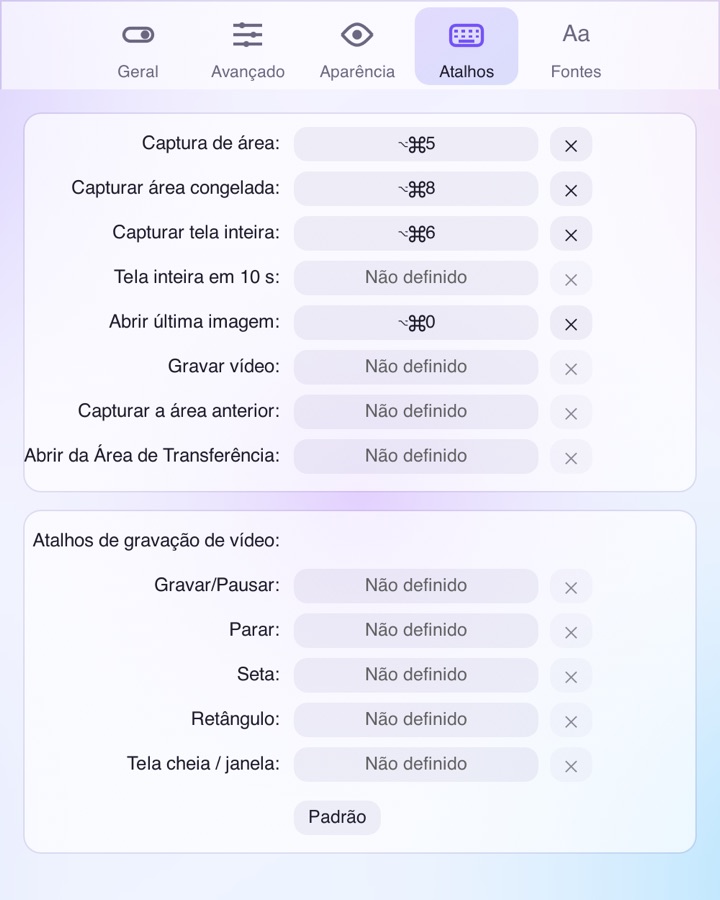 Geral
Avançado
Aparência
Atalhos
Aa
Fontes
Captura de área: ⌥⌘5
Capturar área congelada: ⌥⌘8
Capturar tela inteira: ⌥⌘6
Tela inteira em 10 s: Não definido
Abrir última imagem: ⌥⌘0
Gravar vídeo: Não definido
Capturar a área anterior: Não definido
Abrir da Área de Transferência: Não definido
Atalhos de gravação de vídeo:
Gravar/Pausar: Não definido
Parar: Não definido
Seta: Não definido
Retângulo: Não definido
Tela cheia / janela: Não definido
Padrão